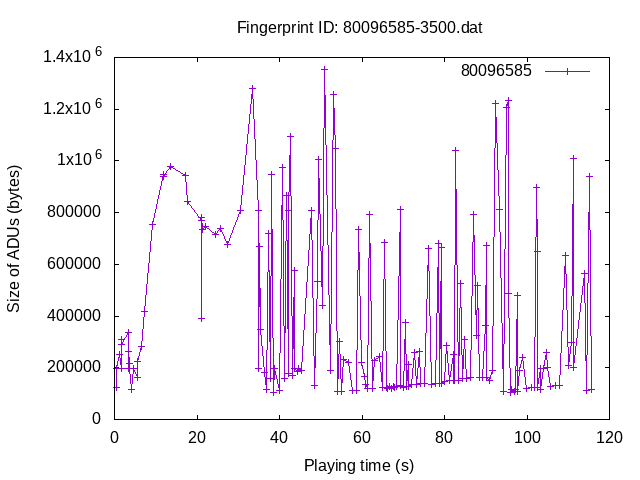 Fingerprint ID: 80096585-3500.dat
80096585
1.4x10^6
1.2x10^6
1x10^6
800000
600000
400000
200000
0
Size of ADUs (bytes)
0 20 40 60 80 100 120
Playing time (s)